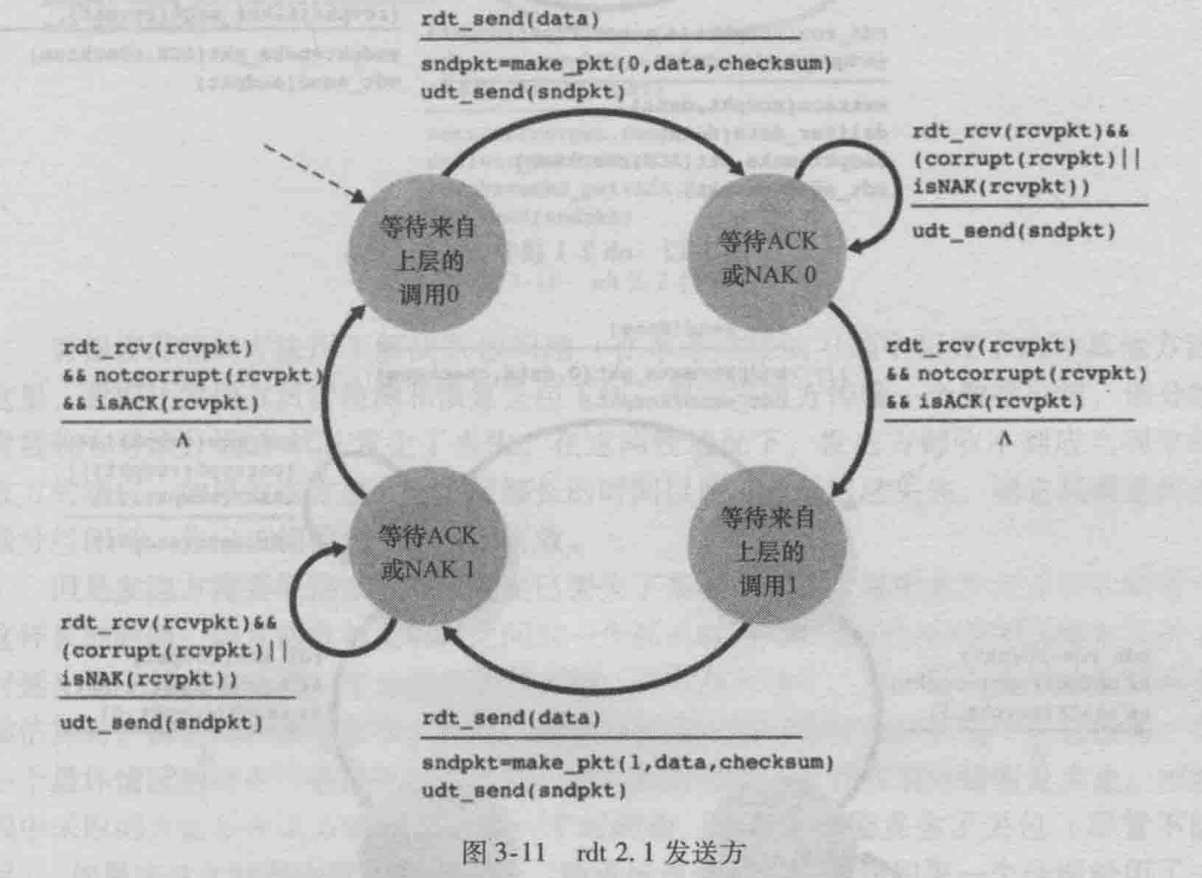 rdt_send(data)
sndpkt=make_pkt(0,data,checksum)
udt_send(sndpkt)
rdt_rcv(rcvpkt)&&
(corrupt(rcvpkt)||
isNAK(rcvpkt))
udt_send(sndpkt)
等待来自
上层的
调用0
等待ACK
或NAK 0
rdt_rcv(rcvpkt)
&& notcorrupt(rcvpkt)
&& isACK(rcvpkt)
Λ
rdt_rcv(rcvpkt)
&& notcorrupt(rcvpkt)
&& isACK(rcvpkt)
Λ
等待ACK
或NAK 1
等待来自
上层的
调用1
rdt_rcv(rcvpkt)&&
(corrupt(rcvpkt)||
isNAK(rcvpkt))
udt_send(sndpkt)
rdt_send(data)
sndpkt=make_pkt(1,data,checksum)
udt_send(sndpkt)
图 3-11 rdt 2.1 发送方